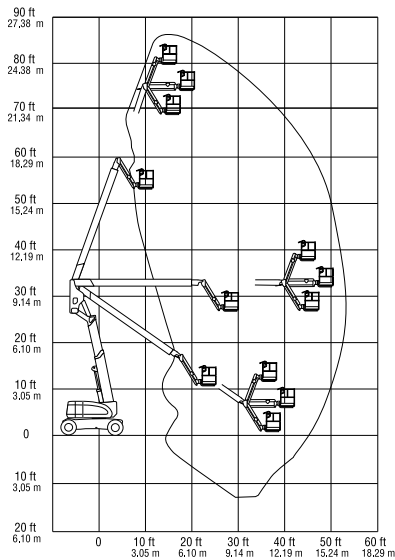 90 ft
27,38 m
80 ft
24.38 m
70 ft
21,34 m
60 ft
18,29 m
50 ft
15,24 m
40 ft
12,19 m
30 ft
9.14 m
20 ft
6,10 m
10 ft
3.05 m
0
10 ft
3,05 m
20 ft
6,10 m
0 10 ft 20 ft 30 ft 40 ft 50 ft 60 ft
3.05 m 6.10 m 9.14 m 12.19 m 15.24 m 18.29 m